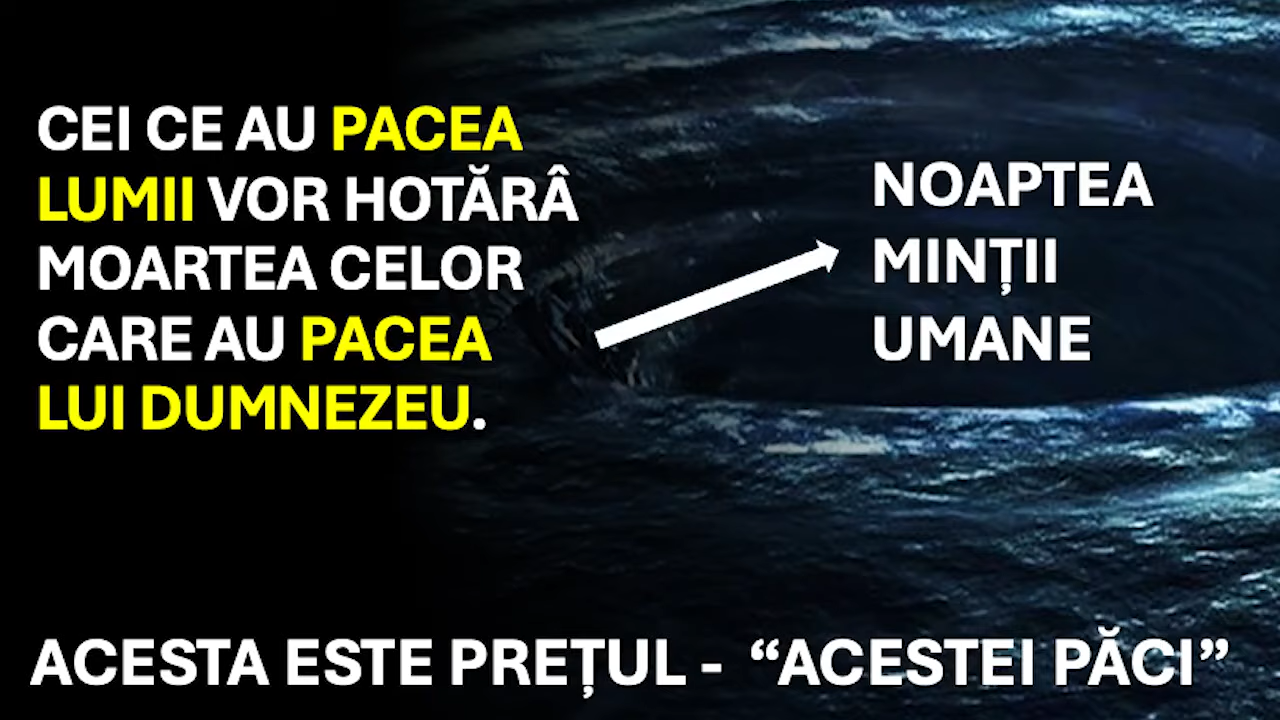 CEI CE AU PACEA
LUMII VOR HOTĂRÂ
MOARTEA CELOR
CARE AU PACEA
LUI DUMNEZEU.
NOAPTEA
MINȚII
UMANE
ACESTA ESTE PREȚUL - “ACESTEI PĂCI”